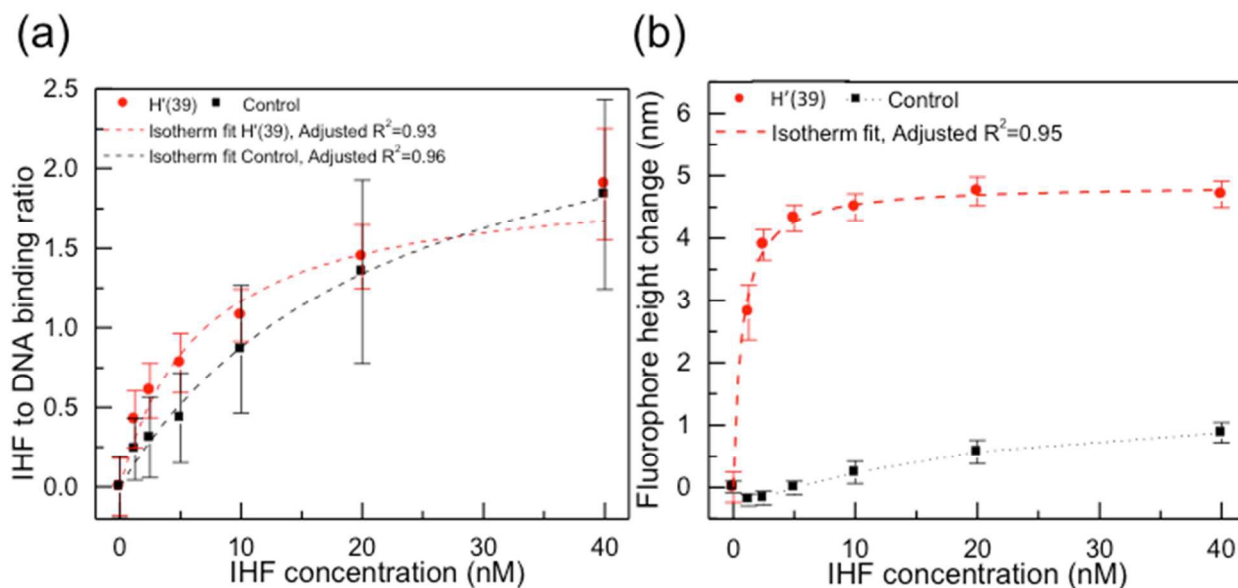 (a)
IHF to DNA binding ratio
2.5
2.0
1.5
1.0
0.5
0.0
H'(39) Control
Isotherm fit H'(39), Adjusted R²=0.93
Isotherm fit Control, Adjusted R²=0.96
0 10 20 30 40
IHF concentration (nM)
(b)
Fluorophore height change (nm)
6
5
4
3
2
1
0
H'(39) Control
Isotherm fit, Adjusted R²=0.95
0 10 20 30 40
IHF concentration (nM)